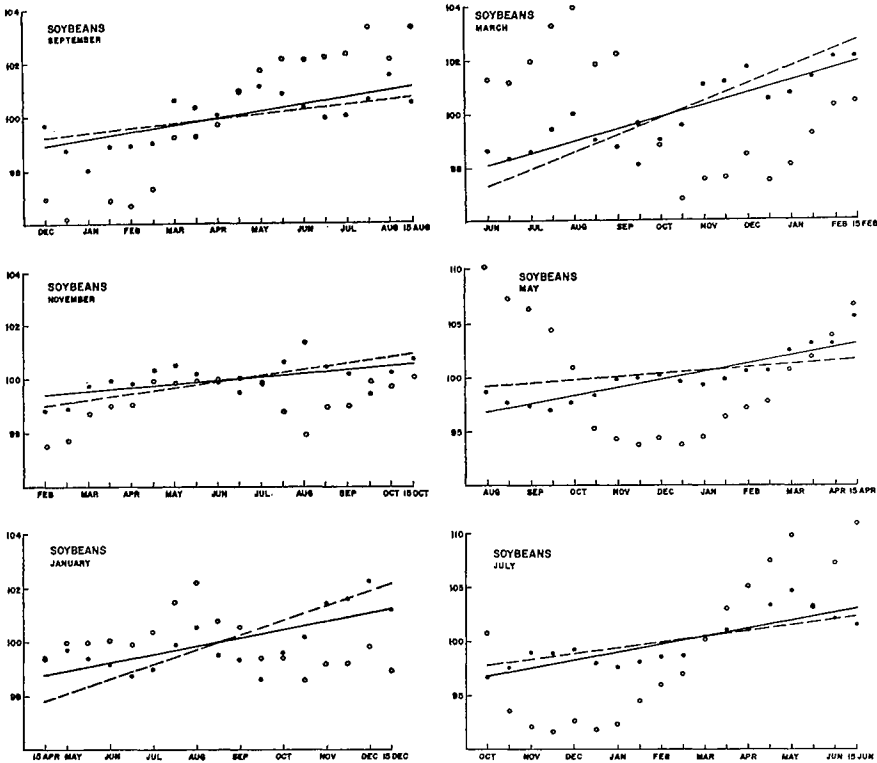 SOYBEANS
SEPTEMBER
104
102
100
98
DEC JAN FEB MAR APR MAY JUN JUL AUG 15 AUG
SOYBEANS
MARCH
104
102
100
98
JUN JUL AUG SEP OCT NOV DEC JAN FEB 15 FEB
SOYBEANS
NOVEMBER
104
102
100
98
FEB MAR APR MAY JUN JUL. AUG SEP OCT 15 OCT
SOYBEANS
MAY
110
105
100
95
AUG SEP OCT NOV DEC JAN FEB MAR APR 15 APR
SOYBEANS
JANUARY
104
102
100
98
15 APR MAY JUN JUL AUG SEP OCT NOV DEC 15 DEC
SOYBEANS
JULY
110
105
100
95
OCT NOV DEC JAN FEB MAR APR MAY JUN 15 JUN